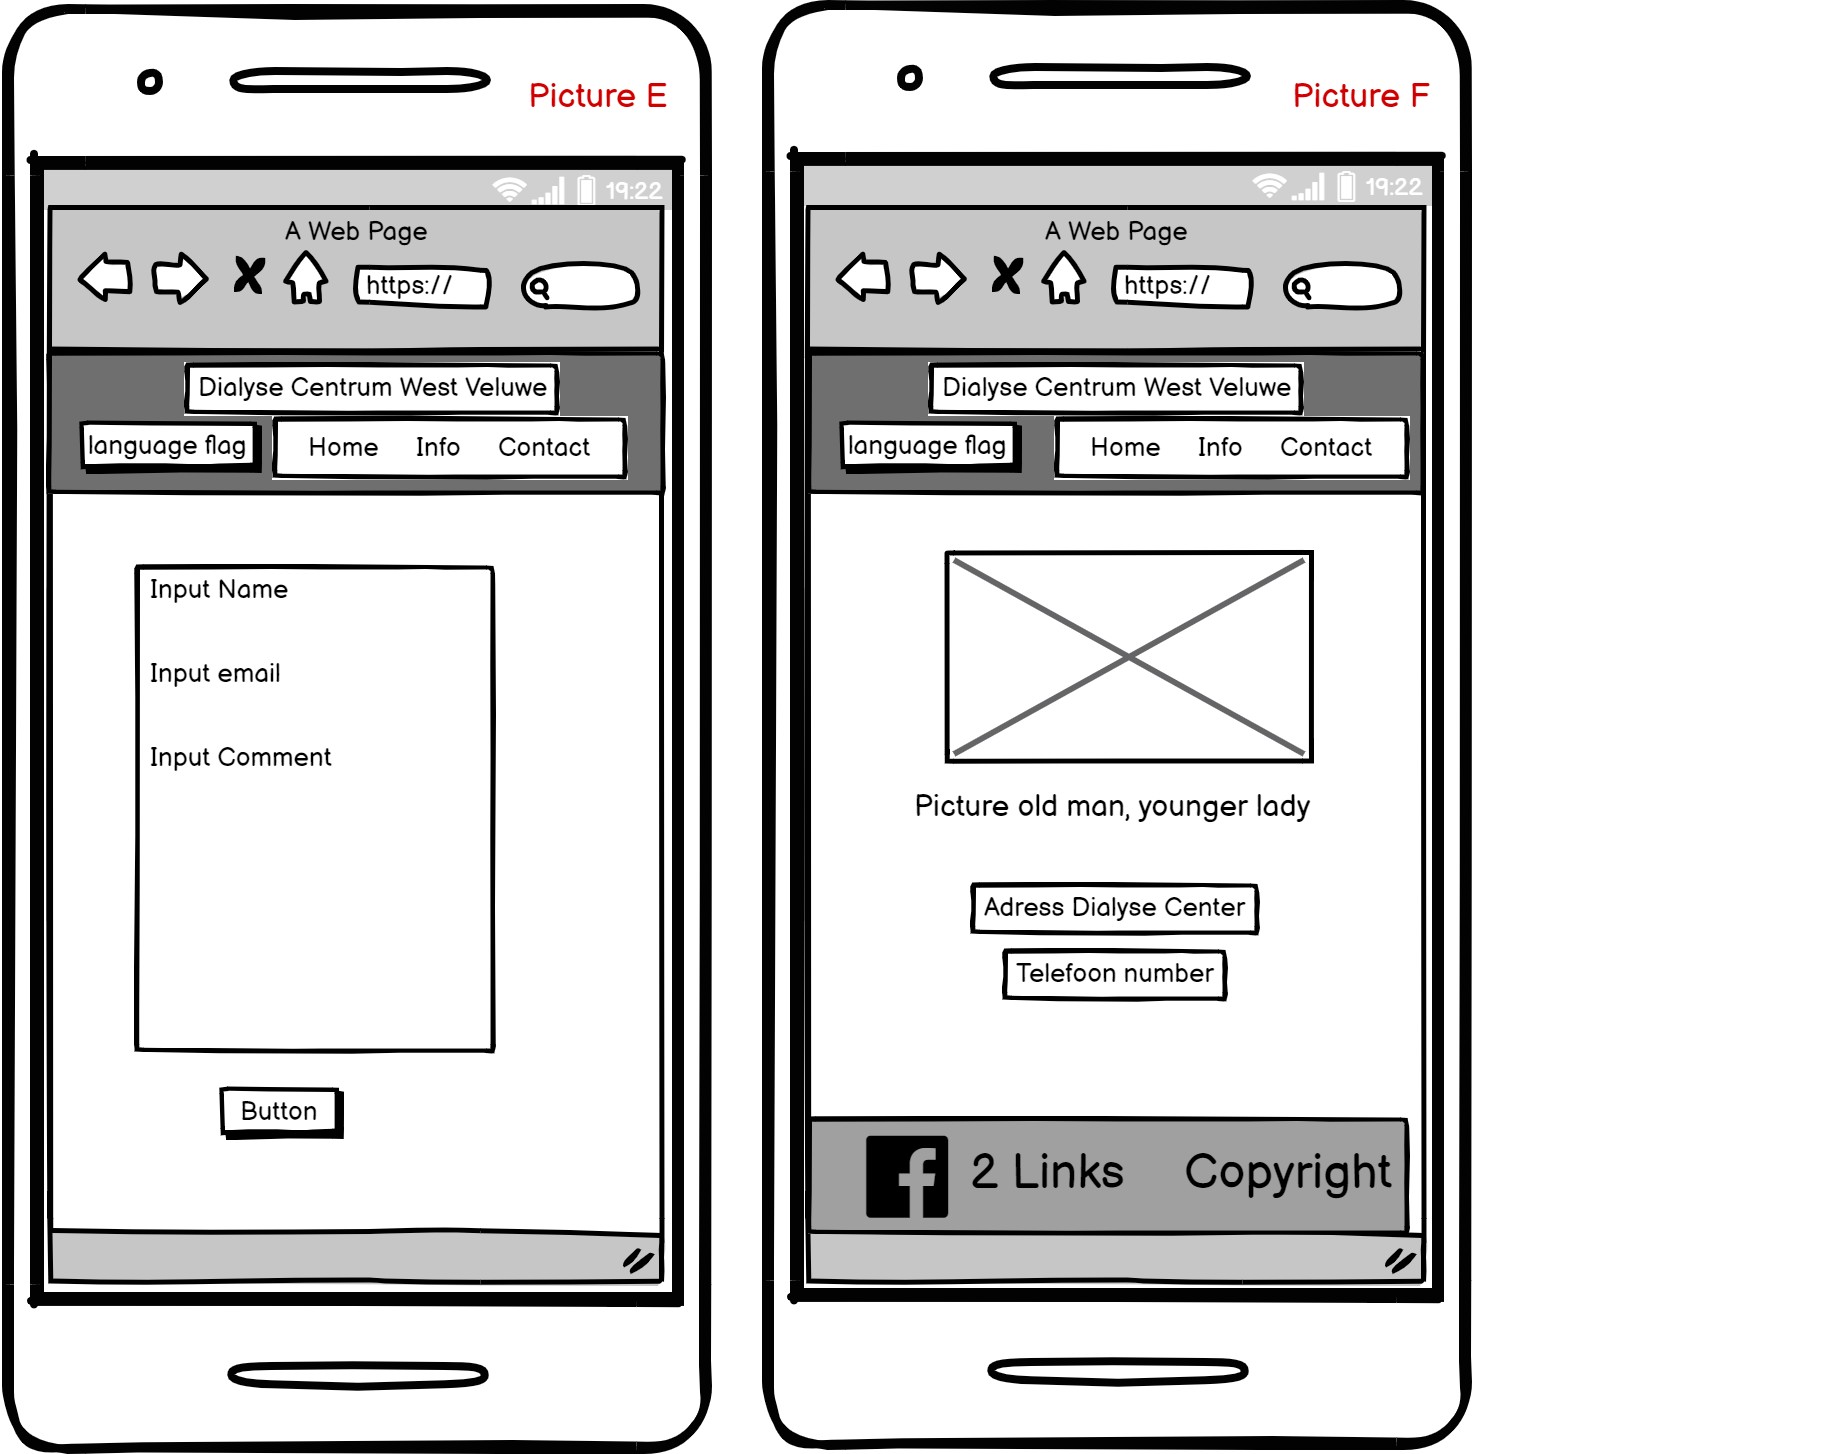 Picture E
19:22
A Web Page
https://
Dialyse Centrum West Veluwe
language flag
Home Info Contact
Input Name
Input email
Input Comment
Button
Picture F
19:22
A Web Page
https://
Dialyse Centrum West Veluwe
language flag
Home Info Contact
Picture old man, younger lady
Adress Dialyse Center
Telefoon number
f 2 Links Copyright